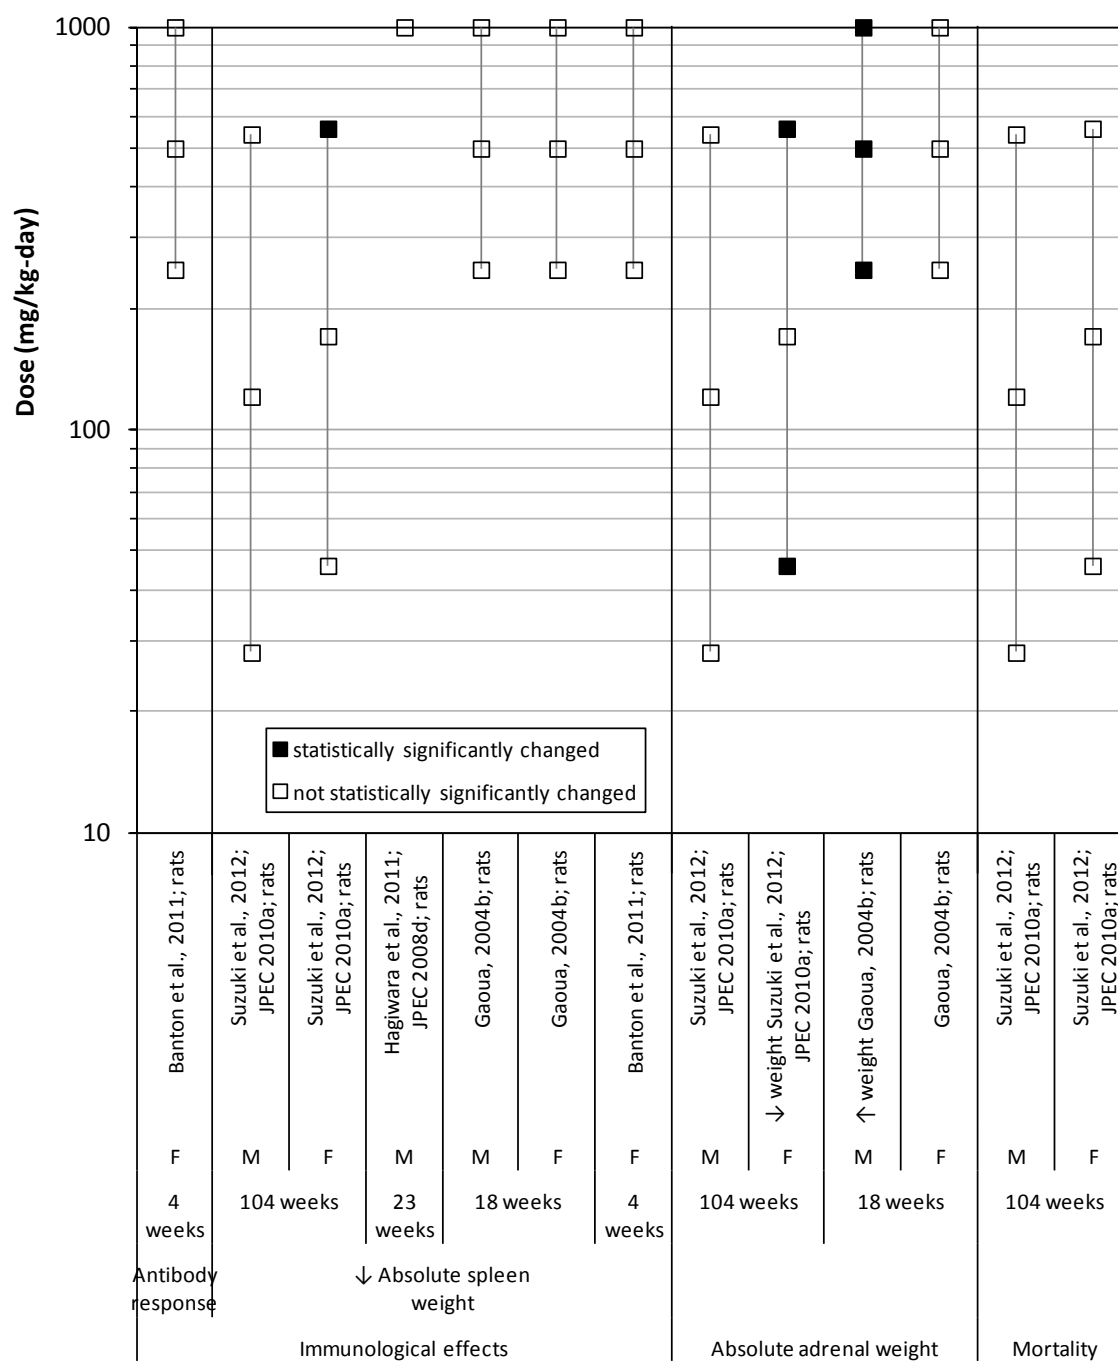 1000
100
10
Dose (mg/kg-day)
statistically significantly changed
not statistically significantly changed
Banton et al., 2011; rats
Suzuki et al., 2012;
JPEC 2010a; rats
Suzuki et al., 2012;
JPEC 2010a; rats
Hagiwara et al., 2011;
JPEC 2008d; rats
Gaoua, 2004b; rats
Gaoua, 2004b; rats
Banton et al., 2011; rats
Suzuki et al., 2012;
JPEC 2010a; rats
↓ weight Suzuki et al., 2012;
JPEC 2010a; rats
↑ weight Gaoua, 2004b; rats
Gaoua, 2004b; rats
Suzuki et al., 2012;
JPEC 2010a; rats
Suzuki et al., 2012;
JPEC 2010a; rats
F M F M M F F M F M F M F
4
weeks
104 weeks
23
weeks
18 weeks
4
weeks
104 weeks
18 weeks
104 weeks
Antibody
response
↓ Absolute spleen
weight
Immunological effects
Absolute adrenal weight
Mortality